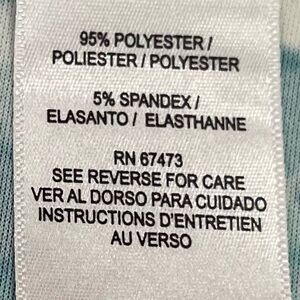 95% POLYESTER /
POLIESTER / POLYESTER
5% SPANDEX /
ELASANTO / ELASTHANNE
RN 67473
SEE REVERSE FOR CARE
VER AL DORSO PARA CUIDADO
INSTRUCTIONS D'ENTRETIEN
AU VERSO